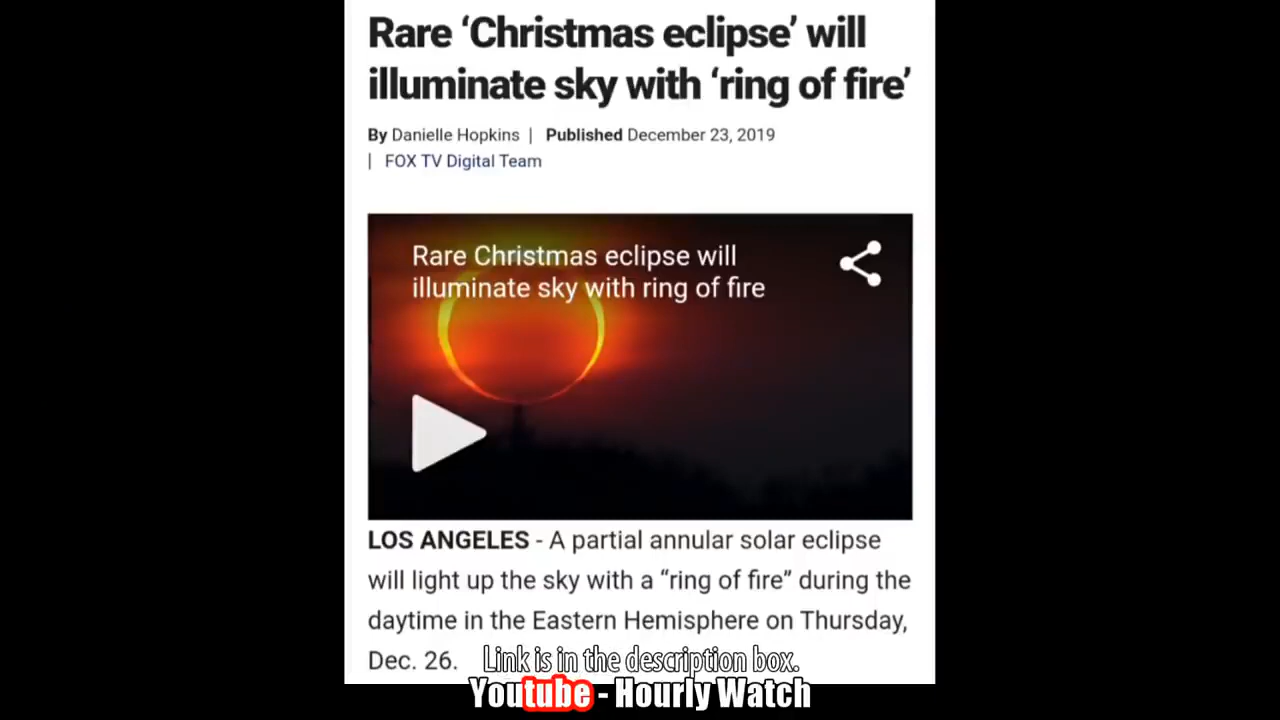 Rare ‘Christmas eclipse’ will
illuminate sky with ‘ring of fire’
By Danielle Hopkins | Published December 23, 2019
| FOX TV Digital Team
Rare Christmas eclipse will
illuminate sky with ring of fire
LOS ANGELES - A partial annular solar eclipse
will light up the sky with a “ring of fire” during the
daytime in the Eastern Hemisphere on Thursday,
Dec. 26.
Link is in the description box.
Youtube - Hourly Watch